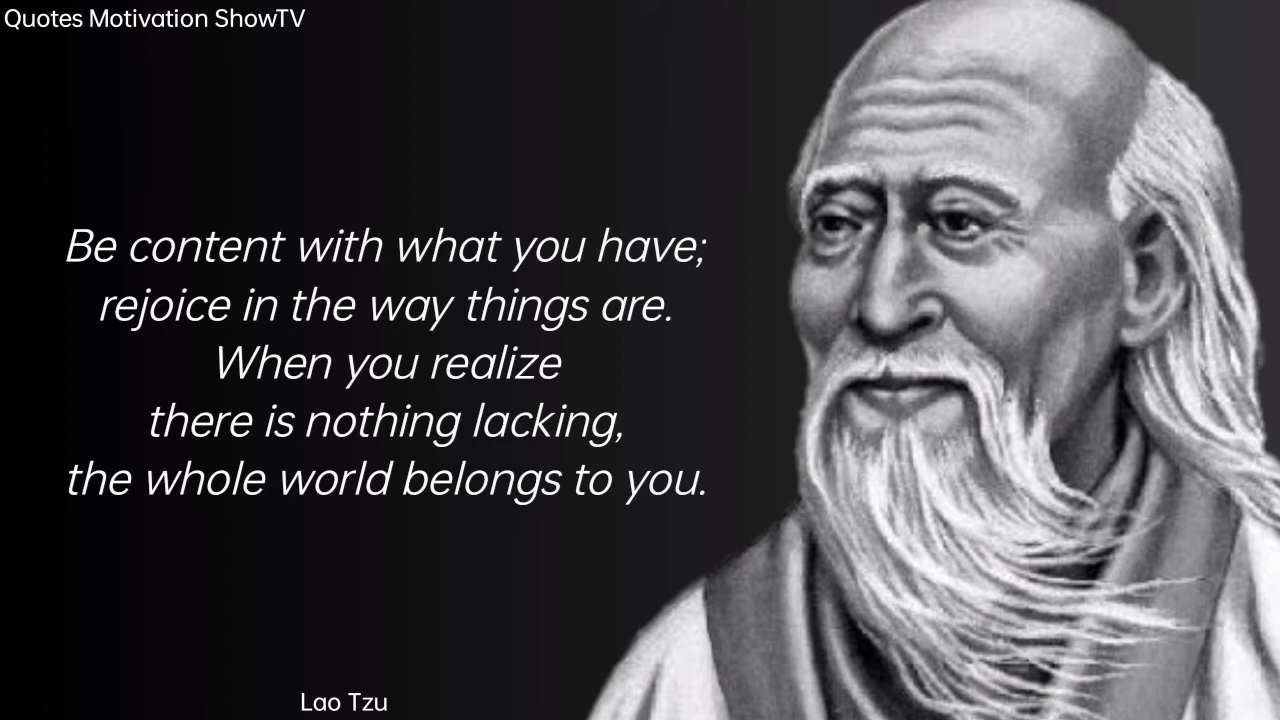 Quotes Motivation ShowTV
Be content with what you have;
rejoice in the way things are.
When you realize
there is nothing lacking,
the whole world belongs to you.
Lao Tzu